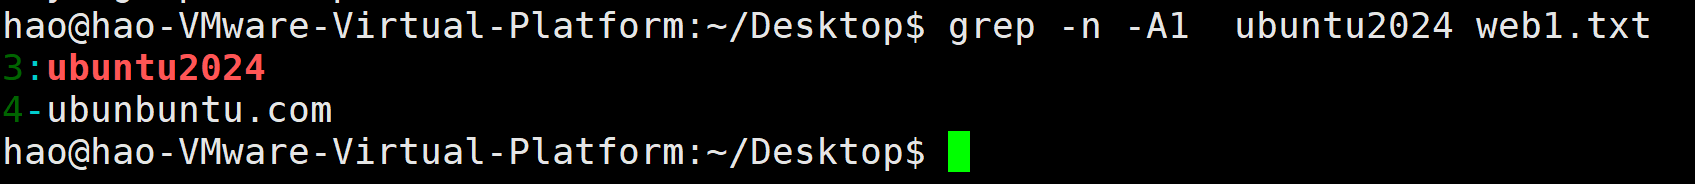 hao@hao-VMware-Virtual-Platform:~/Desktop$ grep -n -A1  ubuntu2024 web1.txt
3:ubuntu2024
4-ubunbuntu.com
hao@hao-VMware-Virtual-Platform:~/Desktop$